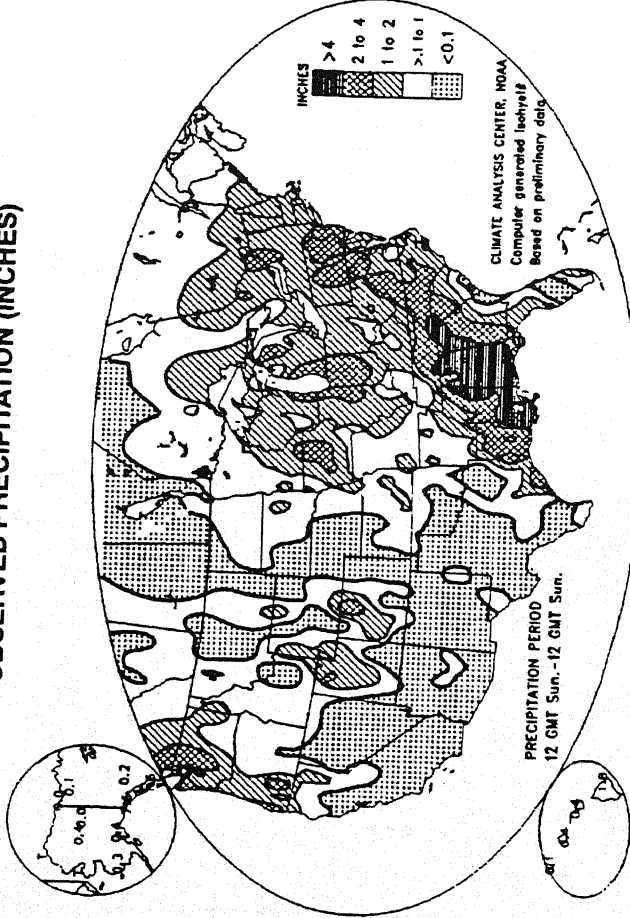 OBSERVED PRECIPITATION (INCHES)
INCHES
>4
2 to 4
1 to 2
>.1 to 1
<0.1
CLIMATE ANALYSIS CENTER, NOAA
Computer generated isohyets
Based on preliminary data
PRECIPITATION PERIOD
12 GMT Sun.-12 GMT Sun.
0.1
0.2